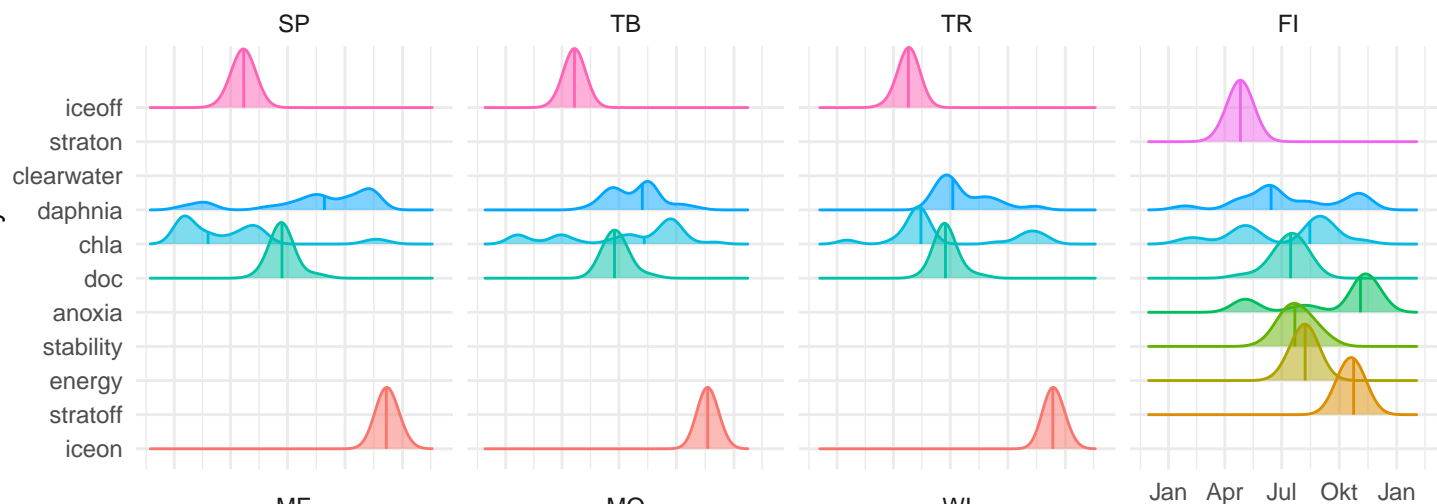 SP TB TR FI
iceoff
straton
clearwater
daphnia
chla
doc
anoxia
stability
energy
stratoff
iceon
Jan Apr Jul Okt Jan